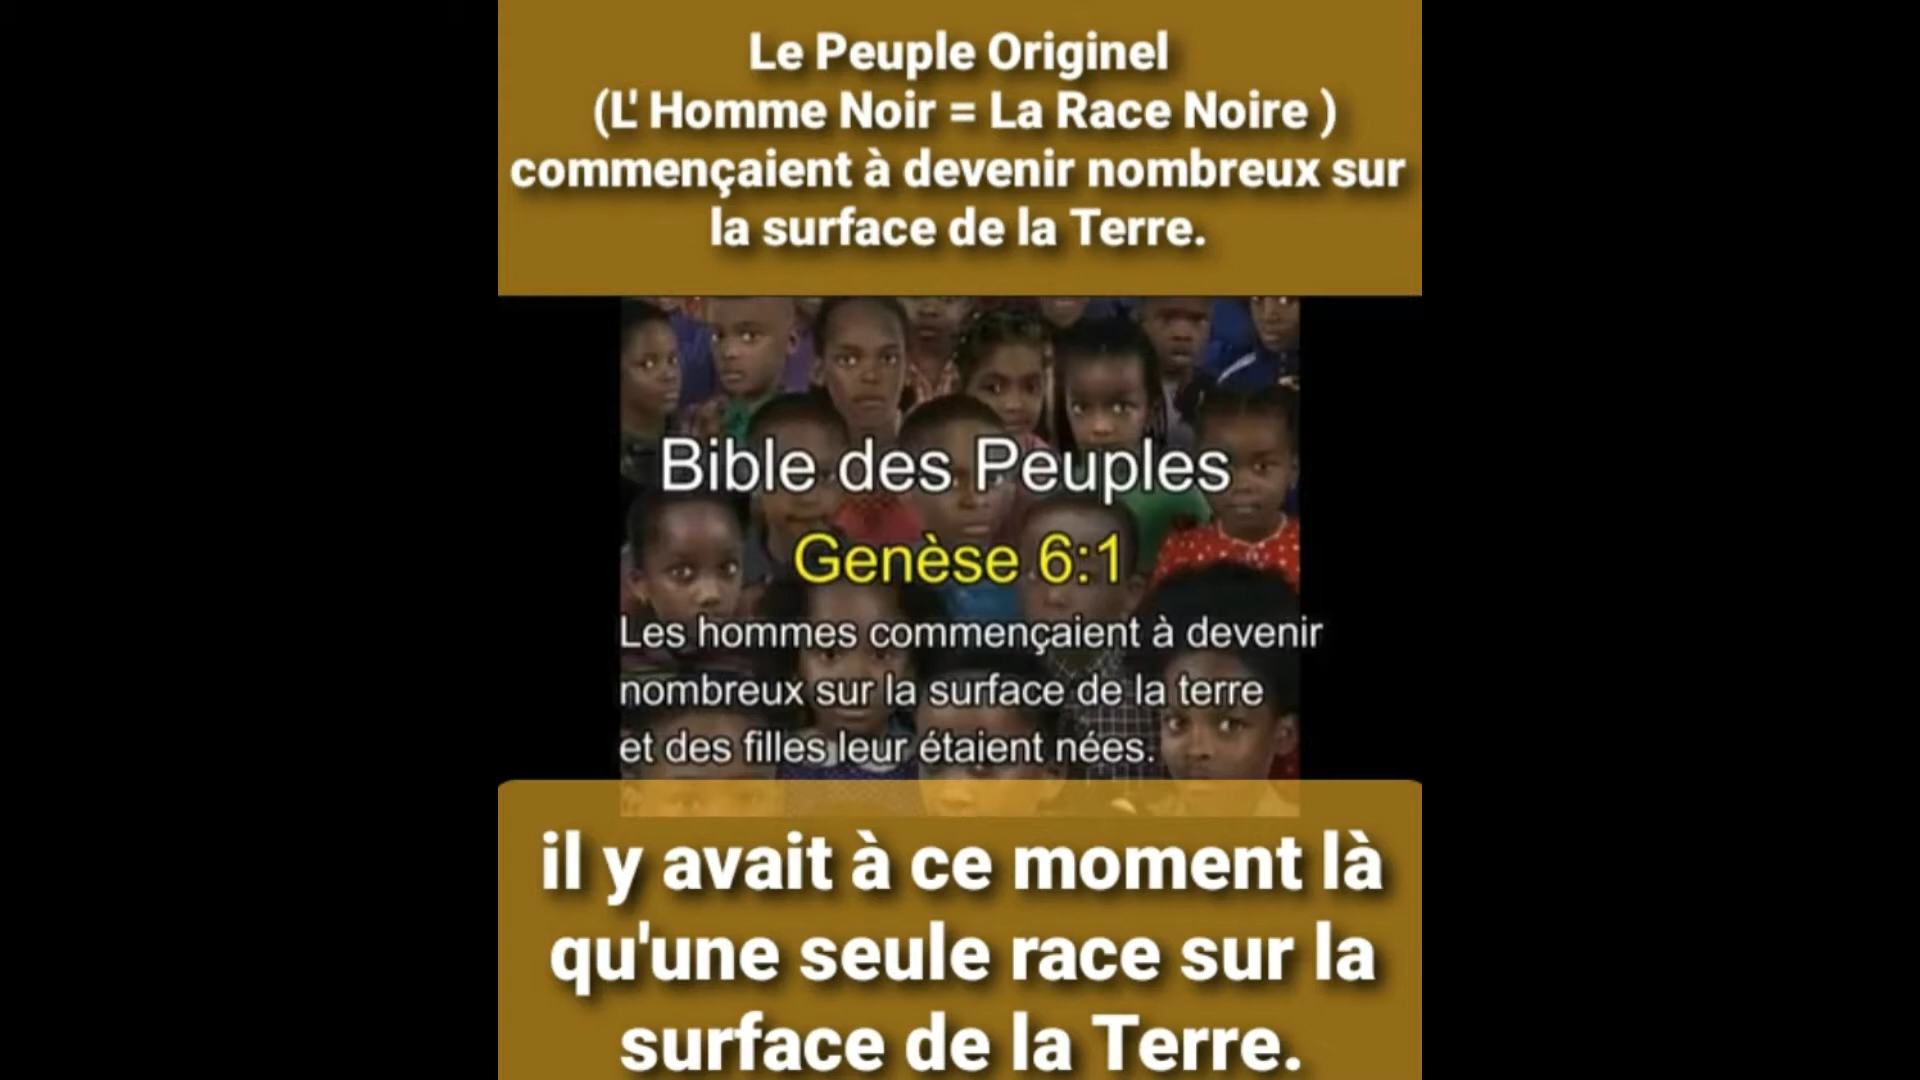 Le Peuple Originel
(L' Homme Noir = La Race Noire )
commençaient à devenir nombreux sur
la surface de la Terre.
Bible des Peuples
Genèse 6:1
Les hommes commençaient à devenir
nombreux sur la surface de la terre
et des filles leur étaient nées.
il y avait à ce moment là
qu'une seule race sur la
surface de la Terre.